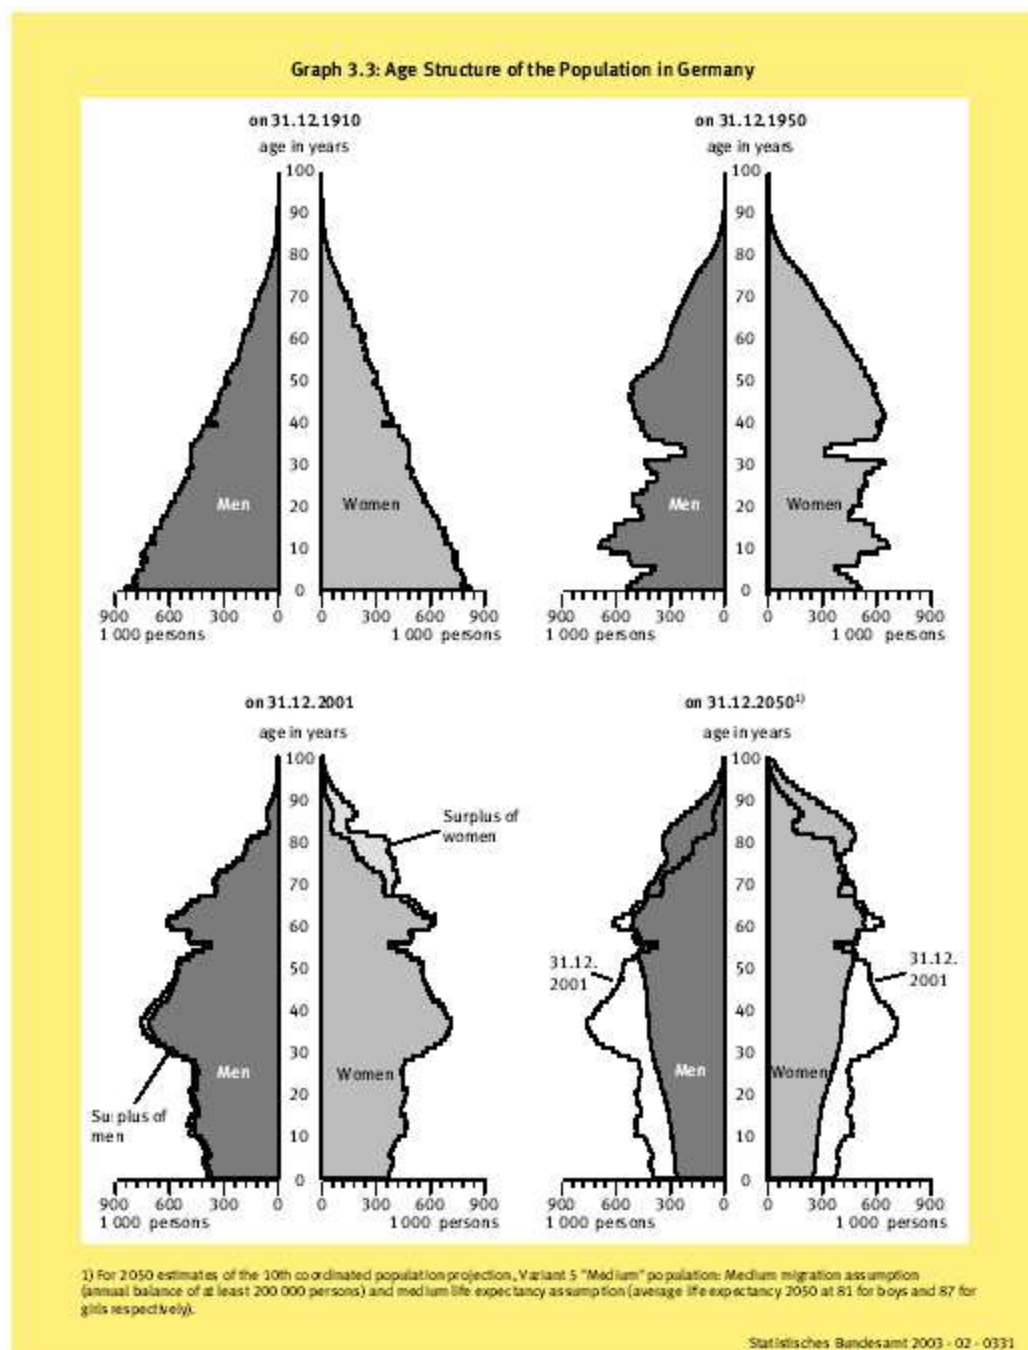 Graph 3.3: Age Structure of the Population in Germany
on 31.12.1910
age in years
100
90
80
70
60
50
40
30
20
10
0
Men
Women
900 600 300 0
0 300 600 900
1 000 persons
1 000 persons
on 31.12.1950
age in years
100
90
80
70
60
50
40
30
20
10
0
Men
Women
900 600 300 0
0 300 600 900
1 000 persons
1 000 persons
on 31.12.2001
age in years
100
90
80
70
60
50
40
30
20
10
0
Surplus of
women
Men
Women
Surplus of
men
900 600 300 0
0 300 600 900
1 000 persons
1 000 persons
on 31.12.2050¹⁾
age in years
100
90
80
70
60
50
40
30
20
10
0
31.12.
2001
31.12.
2001
Men
Women
900 600 300 0
0 300 600 900
1 000 persons
1 000 persons
1) For 2050 estimates of the 10th coordinated population projection, Variant 5 "Medium" population: Medium migration assumption
(annual balance of at least 200 000 persons) and medium life expectancy assumption (average life expectancy 2050 at 81 for boys and 87 for
girls respectively).
Statistisches Bundesamt 2003 - 02 - 0331